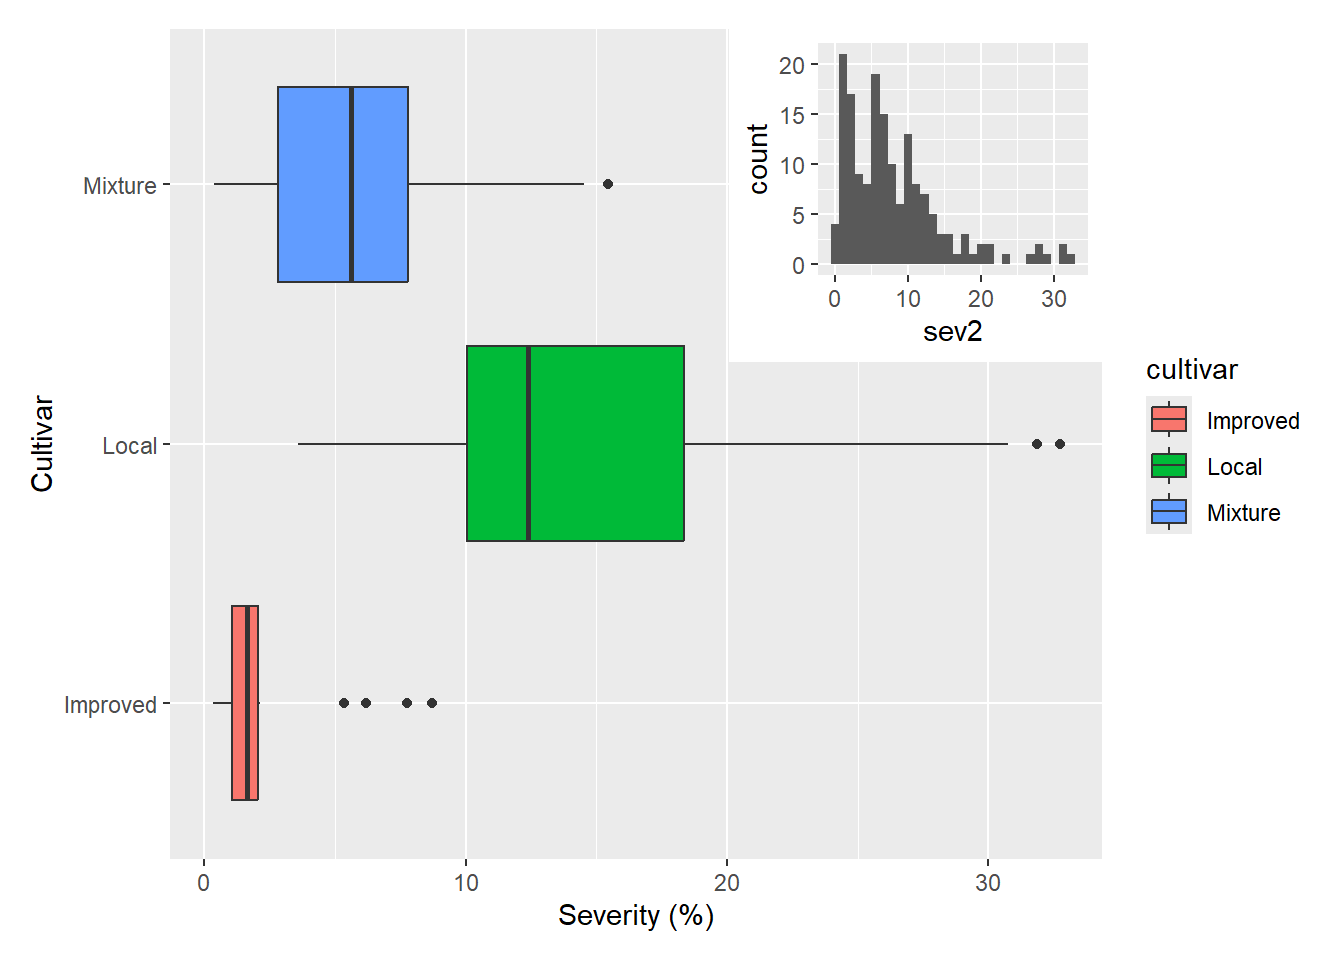 Cultivar
Mixture
Local
Improved
0 10 20 30
Severity (%)
count
20
15
10
5
0
0 10 20 30
sev2
cultivar
Improved
Local
Mixture